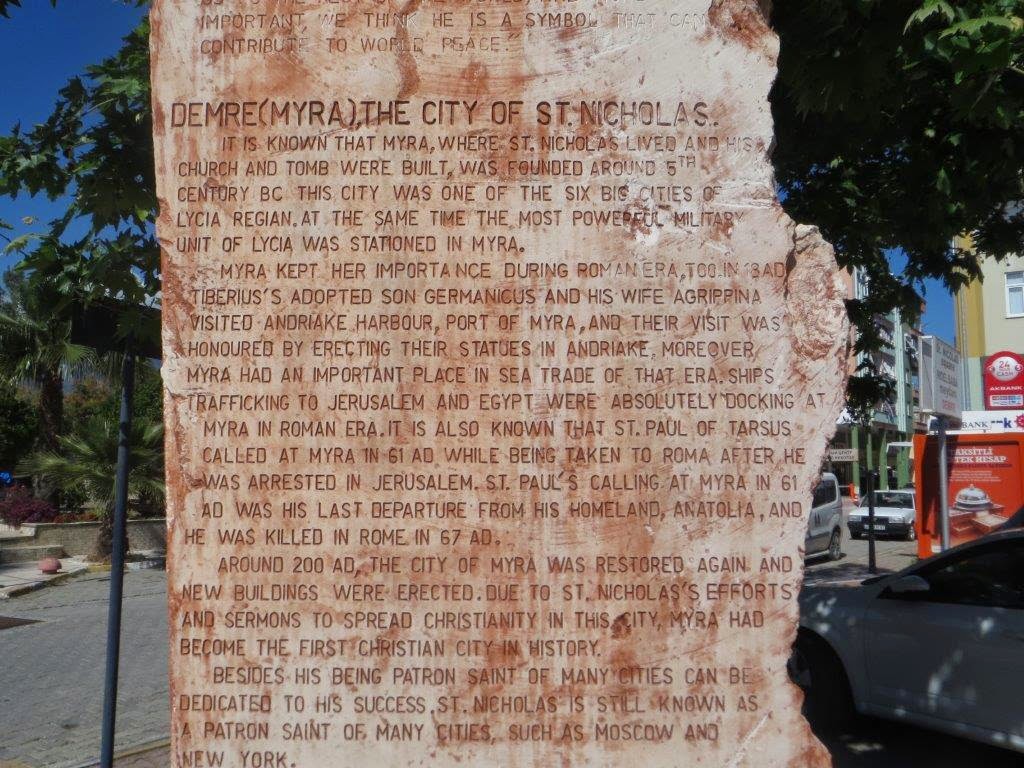 IMPORTANT WE THINK HE IS A SYMBOL THAT CAN
CONTRIBUTE TO WORLD PEACE."
DEMRE(MYRA),THE CITY OF ST.NICHOLAS.
IT IS KNOWN THAT MYRA, WHERE ST. NICHOLAS LIVED AND HIS
CHURCH AND TOMB WERE BUILT, WAS FOUNDED AROUND 5TH
CENTURY BC THIS CITY WAS ONE OF THE SIX BIG CITIES OF
LYCIA REGIAN. AT THE SAME TIME THE MOST POWERFUL MILITARY
UNIT OF LYCIA WAS STATIONED IN MYRA.
MYRA KEPT HER IMPORTANCE DURING ROMAN ERA, TOO. IN 18 AD
TIBERIUS'S ADOPTED SON GERMANICUS AND HIS WIFE AGRIPPINA
VISITED ANDRIAKE HARBOUR, PORT OF MYRA, AND THEIR VISIT WAS
HONOURED BY ERECTING THEIR STATUES IN ANDRIAKE. MOREOVER,
MYRA HAD AN IMPORTANT PLACE IN SEA TRADE OF THAT ERA. SHIPS
TRAFFICKING TO JERUSALEM AND EGYPT WERE ABSOLUTELY DOCKING AT
MYRA IN ROMAN ERA. IT IS ALSO KNOWN THAT ST. PAUL OF TARSUS
CALLED AT MYRA IN 61 AD WHILE BEING TAKEN TO ROMA AFTER HE
WAS ARRESTED IN JERUSALEM. ST. PAUL'S CALLING AT MYRA IN 61
AD WAS HIS LAST DEPARTURE FROM HIS HOMELAND, ANATOLIA, AND
HE WAS KILLED IN ROME IN 67 AD.
AROUND 200 AD, THE CITY OF MYRA WAS RESTORED AGAIN AND
NEW BUILDINGS WERE ERECTED. DUE TO ST. NICHOLAS'S EFFORTS
AND SERMONS TO SPREAD CHRISTIANITY IN THIS CITY, MYRA HAD
BECOME THE FIRST CHRISTIAN CITY IN HISTORY.
BESIDES HIS BEING PATRON SAINT OF MANY CITIES CAN BE
DEDICATED TO HIS SUCCESS. ST. NICHOLAS IS STILL KNOWN AS
A PATRON SAINT OF MANY CITIES, SUCH AS MOSCOW AND
NEW YORK.
24
AKBANK
BANK
TAKSİTLİ
TEK HESAP